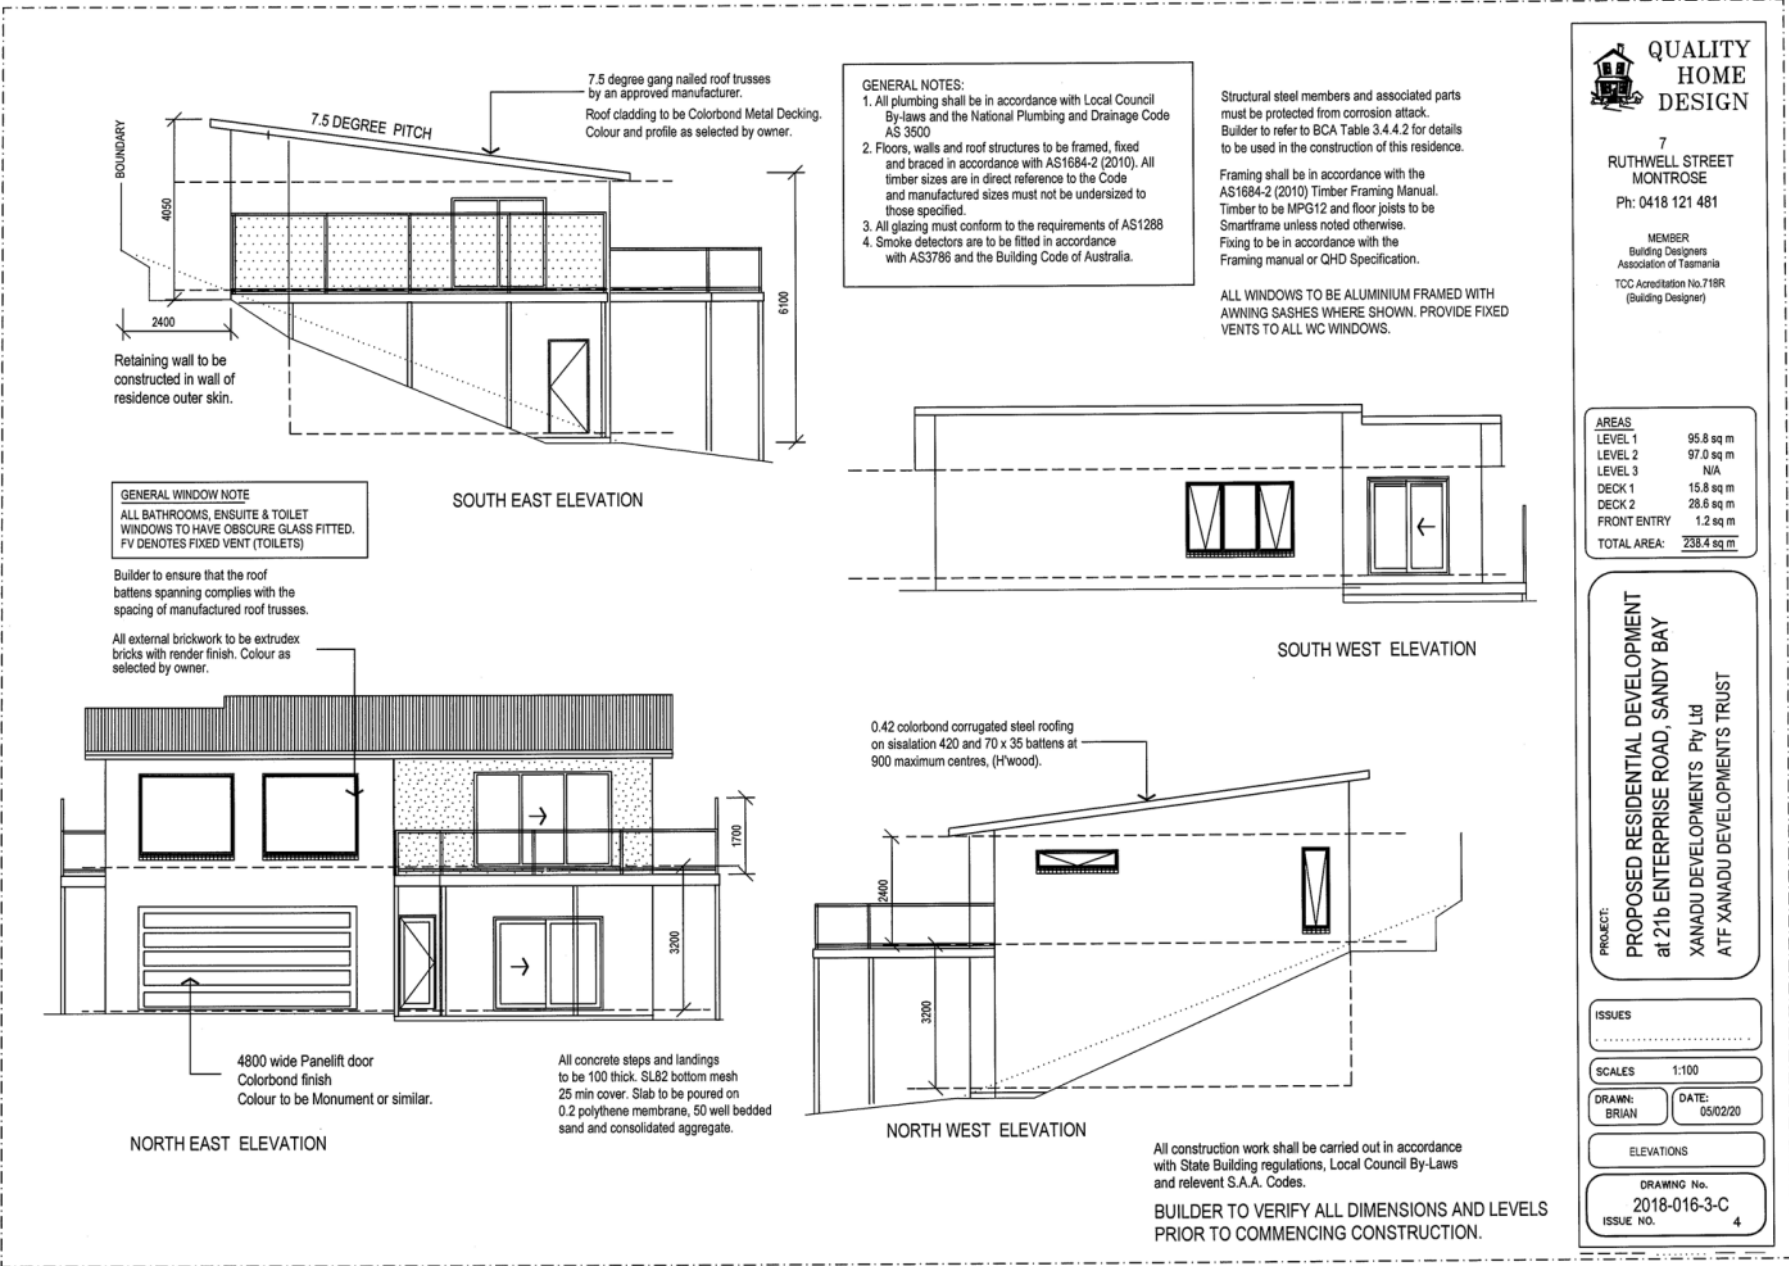 7.5 degree gang nailed roof trusses
by an approved manufacturer.
Roof cladding to be Colorbond Metal Decking.
Colour and profile as selected by owner.
7.5 DEGREE PITCH
BOUNDARY
4050
6100
2400
Retaining wall to be
constructed in wall of
residence outer skin.
SOUTH EAST ELEVATION
GENERAL NOTES:
1. All plumbing shall be in accordance with Local Council
By-laws and the National Plumbing and Drainage Code
AS 3500
2. Floors, walls and roof structures to be framed, fixed
and braced in accordance with AS1684-2 (2010). All
timber sizes are in direct reference to the Code
and manufactured sizes must not be undersized to
those specified.
3. All glazing must conform to the requirements of AS1288
4. Smoke detectors are to be fitted in accordance
with AS3786 and the Building Code of Australia.
Structural steel members and associated parts
must be protected from corrosion attack.
Builder to refer to BCA Table 3.4.4.2 for details
to be used in the construction of this residence.
Framing shall be in accordance with the
AS1684-2 (2010) Timber Framing Manual.
Timber to be MPG12 and floor joists to be
Smartframe unless noted otherwise.
Fixing to be in accordance with the
Framing manual or QHD Specification.
ALL WINDOWS TO BE ALUMINIUM FRAMED WITH
AWNING SASHES WHERE SHOWN. PROVIDE FIXED
VENTS TO ALL WC WINDOWS.
SOUTH WEST ELEVATION
GENERAL WINDOW NOTE
ALL BATHROOMS, ENSUITE & TOILET
WINDOWS TO HAVE OBSCURE GLASS FITTED.
FV DENOTES FIXED VENT (TOILETS)
Builder to ensure that the roof
battens spanning complies with the
spacing of manufactured roof trusses.
All external brickwork to be extrudex
bricks with render finish. Colour as
selected by owner.
1700
3200
4800 wide Panelift door
Colorbond finish
Colour to be Monument or similar.
All concrete steps and landings
to be 100 thick. SL82 bottom mesh
25 min cover. Slab to be poured on
0.2 polythene membrane, 50 well bedded
sand and consolidated aggregate.
NORTH EAST ELEVATION
0.42 colorbond corrugated steel roofing
on sisalation 420 and 70 x 35 battens at
900 maximum centres, (H'wood).
2400
3200
NORTH WEST ELEVATION
All construction work shall be carried out in accordance
with State Building regulations, Local Council By-Laws
and relevent S.A.A. Codes.
BUILDER TO VERIFY ALL DIMENSIONS AND LEVELS
PRIOR TO COMMENCING CONSTRUCTION.
QUALITY
HOME
DESIGN
7
RUTHWELL STREET
MONTROSE
Ph: 0418 121 481
MEMBER
Building Designers
Association of Tasmania
TCC Acreditation No.718R
(Building Designer)
AREAS
LEVEL 1 95.8 sq m
LEVEL 2 97.0 sq m
LEVEL 3 N/A
DECK 1 15.8 sq m
DECK 2 28.6 sq m
FRONT ENTRY 1.2 sq m
TOTAL AREA: 238.4 sq m
PROJECT:
PROPOSED RESIDENTIAL DEVELOPMENT
at 21b ENTERPRISE ROAD, SANDY BAY
XANADU DEVELOPMENTS Pty Ltd
ATF XANADU DEVELOPMENTS TRUST
ISSUES
SCALES 1:100
DRAWN:
BRIAN
DATE:
05/02/20
ELEVATIONS
DRAWING No.
2018-016-3-C
ISSUE NO. 4